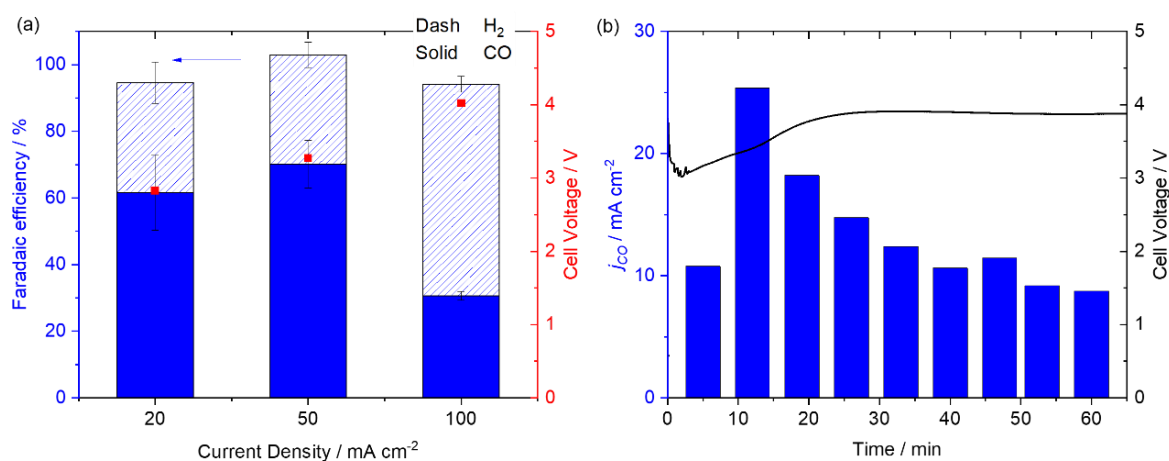 (a)
Dash H₂
Solid CO
100
80
60
40
20
0
Faradaic efficiency / %
5
4
3
2
1
0
Cell Voltage / V
20 50 100
Current Density / mA cm⁻²
(b)
30
20
10
0
j_CO / mA cm⁻²
5
4
3
2
1
0
Cell Voltage / V
0 10 20 30 40 50 60
Time / min